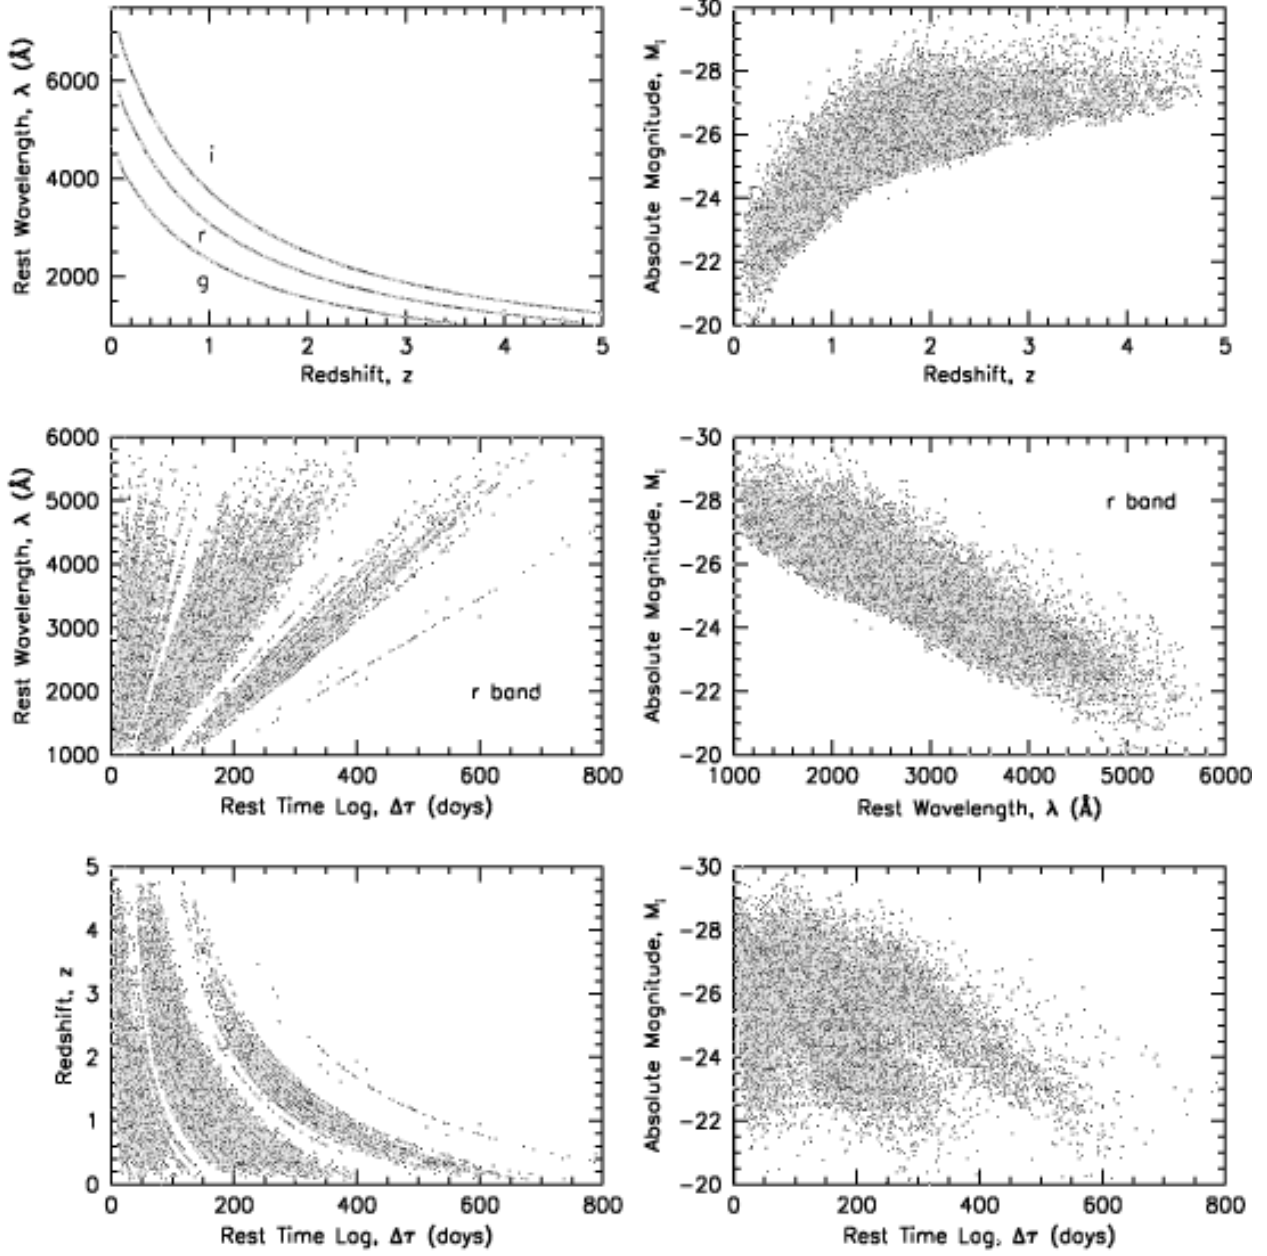 Rest Wavelength, λ (Å)
6000
4000
2000
i
r
g
0 1 2 3 4 5
Redshift, z
Absolute Magnitude, Mi
-30
-28
-26
-24
-22
-20
0 1 2 3 4 5
Redshift, z
Rest Wavelength, λ (Å)
6000
5000
4000
3000
2000
1000
r band
0 200 400 600 800
Rest Time Lag, Δτ (days)
Absolute Magnitude, Mi
-30
-28
-26
-24
-22
-20
r band
1000 2000 3000 4000 5000 6000
Rest Wavelength, λ (Å)
Redshift, z
5
4
3
2
1
0
0 200 400 600 800
Rest Time Lag, Δτ (days)
Absolute Magnitude, Mi
-30
-28
-26
-24
-22
-20
0 200 400 600 800
Rest Time Lag, Δτ (days)